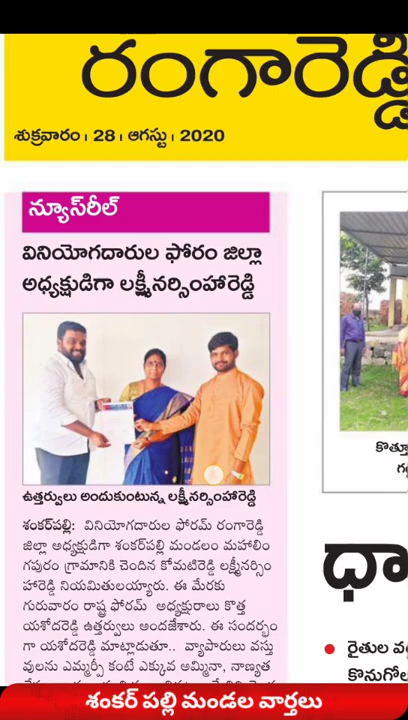 రంగారెడ్డి
శుక్రవారం । 28 । ఆగస్టు । 2020
న్యూస్‌రీల్
వినియోగదారుల ఫోరం జిల్లా
అధ్యక్షుడిగా లక్ష్మీనర్సింహారెడ్డి
ఉత్తర్వులు అందుకుంటున్న లక్ష్మీనర్సింహారెడ్డి
శంకర్‌పల్లి: వినియోగదారుల ఫోరమ్ రంగారెడ్డి
జిల్లా అధ్యక్షుడిగా శంకర్‌పల్లి మండలం మహాలిం
గపురం గ్రామానికి చెందిన కోమటిరెడ్డి లక్ష్మీనర్సిం
హారెడ్డి నియమితులయ్యారు. ఈ మేరకు
గురువారం రాష్ట్ర ఫోరమ్ అధ్యక్షురాలు కొత్త
యశోదరెడ్డి ఉత్తర్వులు అందజేశారు. ఈ సందర్భం
గా యశోదరెడ్డి మాట్లాడుతూ.. వ్యాపారులు వస్తు
వులను ఎమ్మార్పీ కంటే ఎక్కువ అమ్మినా, నాణ్యత
కొత్తూ
గ
ధా
రైతుల వ
కొనుగోల
శంకర్ పల్లి మండల వార్తలు